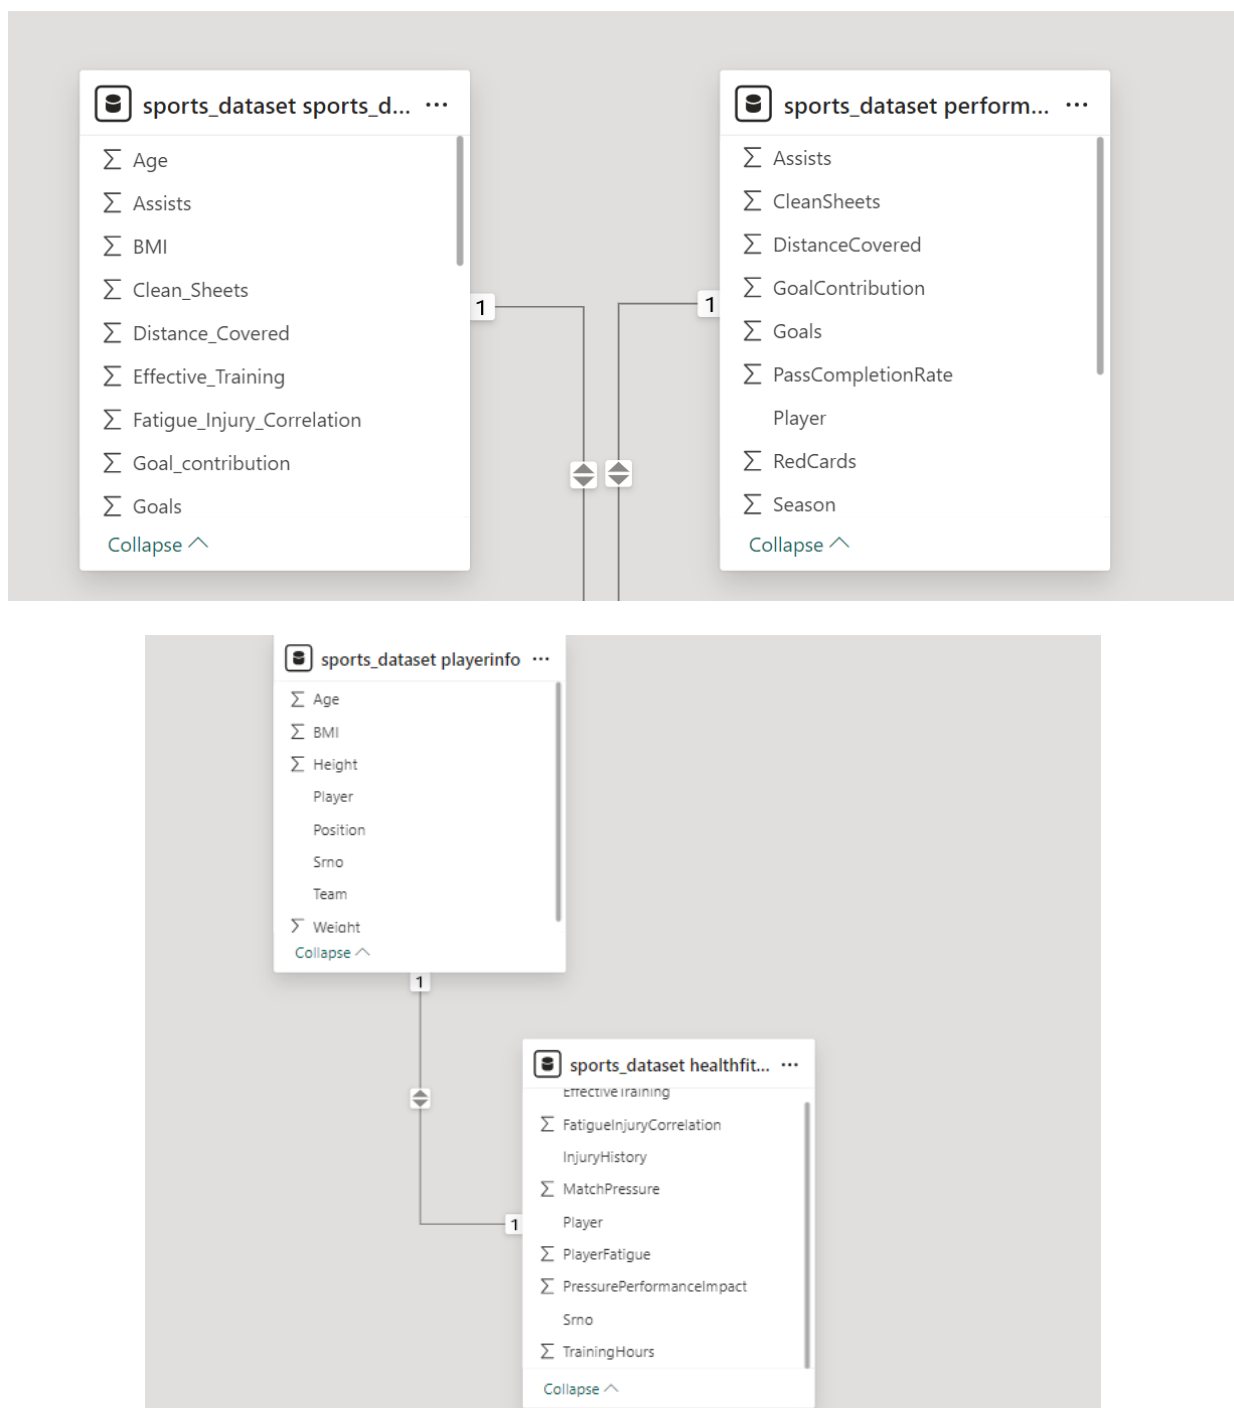 sports_dataset sports_d... ...
Σ Age
Σ Assists
Σ BMI
Σ Clean_Sheets
Σ Distance_Covered
Σ Effective_Training
Σ Fatigue_Injury_Correlation
Σ Goal_contribution
Σ Goals
Collapse
1
sports_dataset perform... ...
Σ Assists
Σ CleanSheets
Σ DistanceCovered
Σ GoalContribution
Σ Goals
Σ PassCompletionRate
Player
Σ RedCards
Σ Season
Collapse
1
sports_dataset playerinfo ...
Σ Age
Σ BMI
Σ Height
Player
Position
Srno
Team
Σ Weight
Collapse
1
sports_dataset healthfit... ...
EffectiveTraining
Σ FatigueInjuryCorrelation
InjuryHistory
Σ MatchPressure
Player
Σ PlayerFatigue
Σ PressurePerformanceImpact
Srno
Σ TrainingHours
Collapse
1